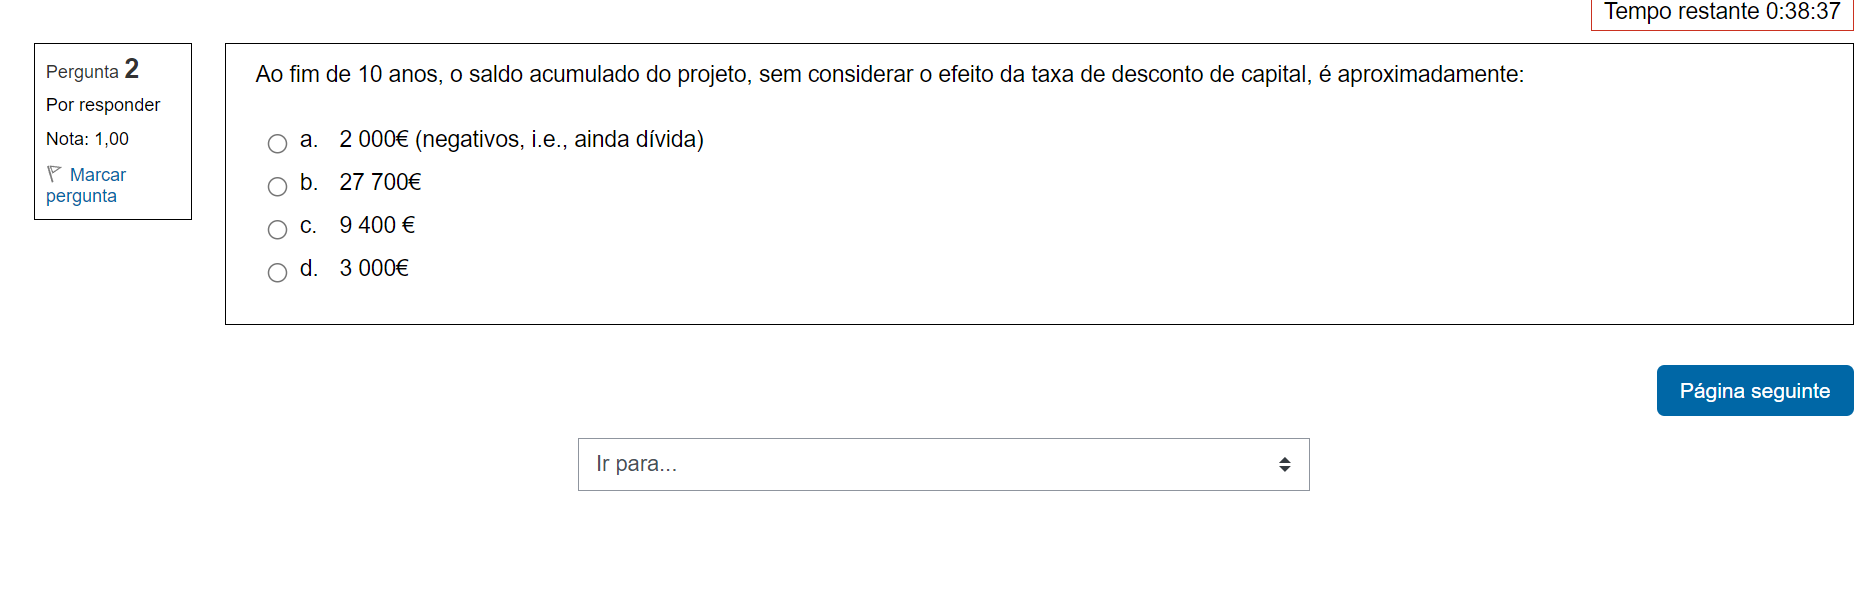 Tempo restante 0:38:37
Pergunta 2
Por responder
Nota: 1,00
Marcar
pergunta
Ao fim de 10 anos, o saldo acumulado do projeto, sem considerar o efeito da taxa de desconto de capital, é aproximadamente:
a. 2 000€ (negativos, i.e., ainda dívida)
b. 27 700€
c. 9 400 €
d. 3 000€
Página seguinte
Ir para...